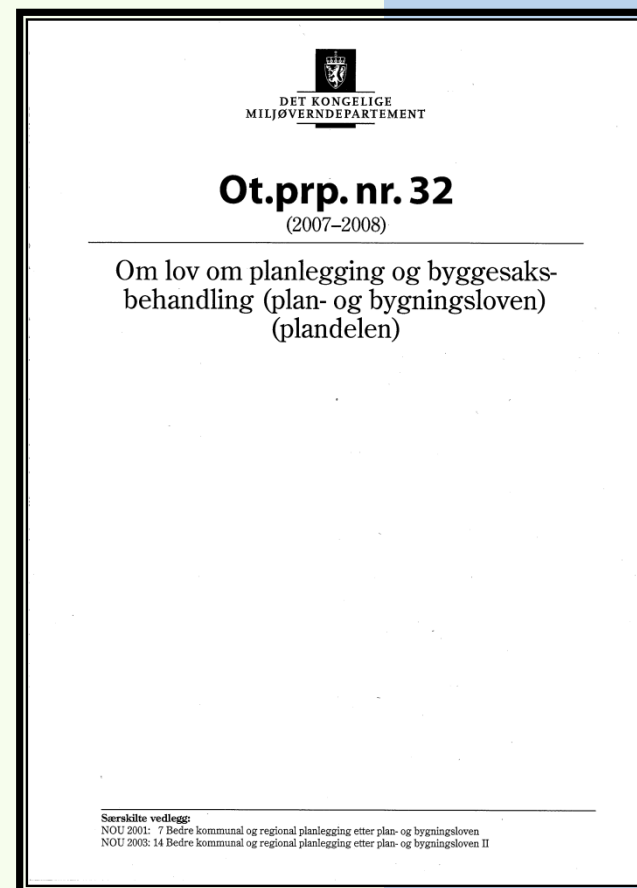 DET KONGELIGE
MILJØVERNDEPARTEMENT
Ot.prp. nr. 32
(2007–2008)
Om lov om planlegging og byggesaks-
behandling (plan- og bygningsloven)
(plandelen)
Særskilte vedlegg:
NOU 2001: 7 Bedre kommunal og regional planlegging etter plan- og bygningsloven
NOU 2003: 14 Bedre kommunal og regional planlegging etter plan- og bygningsloven II